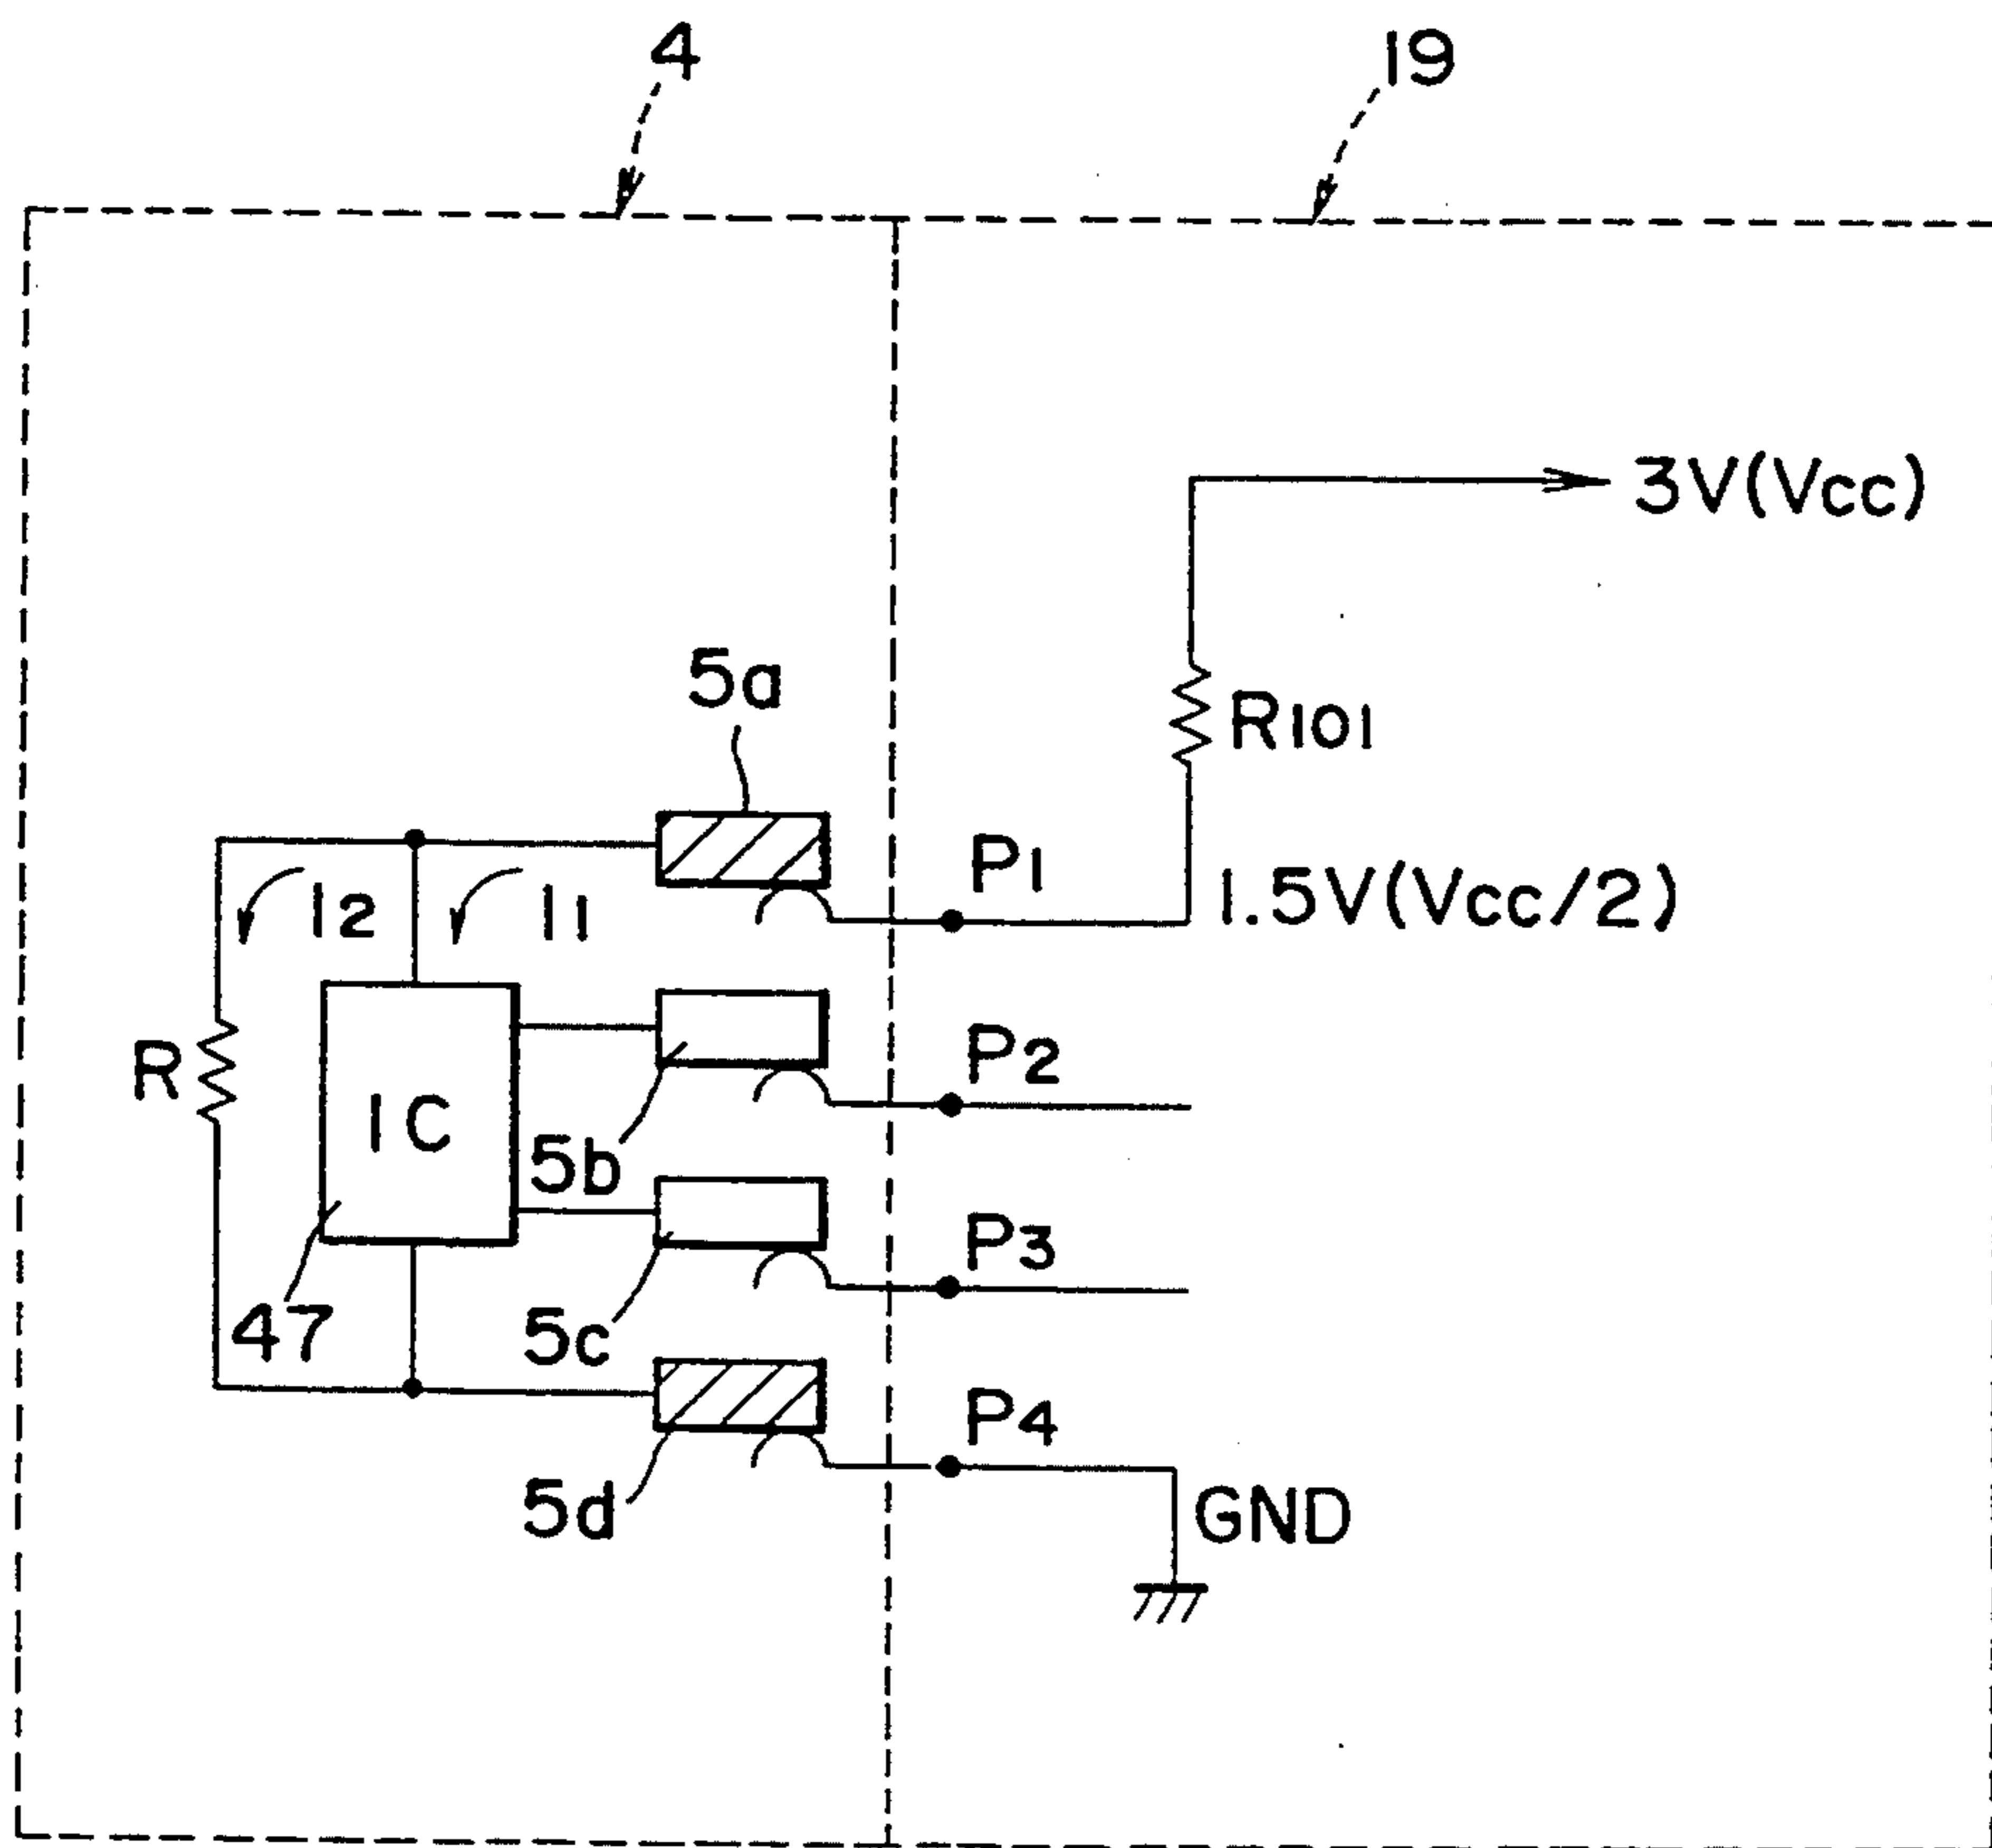 4
19
3V(Vcc)
5a
R101
P1
1.5V(Vcc/2)
I2
I1
R
IC
P2
5b
P3
47
5c
P4
5d
GND